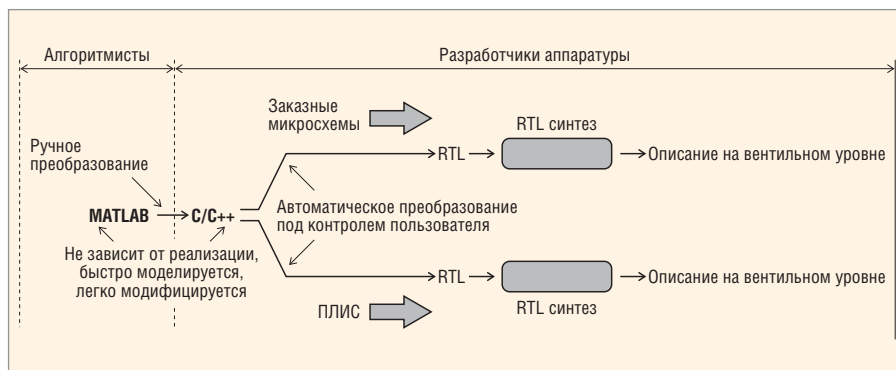 Алгоритмисты
Разработчики аппаратуры
Заказные
микросхемы
RTL синтез
Ручное
преобразование
RTL
Описание на вентильном уровне
MATLAB
C/C++
Автоматическое преобразование
под контролем пользователя
Не зависит от реализации,
быстро моделируется,
легко модифицируется
RTL
Описание на вентильном уровне
ПЛИС
RTL синтез